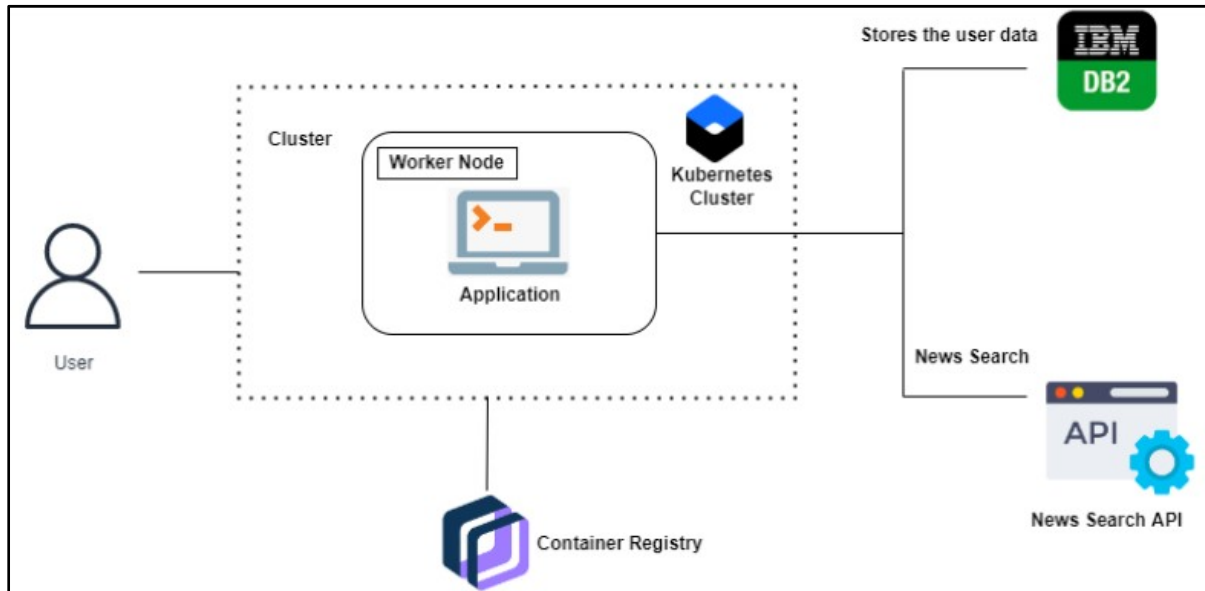 Stores the user data
IBM
DB2
Cluster
Worker Node
Kubernetes
Cluster
Application
User
News Search
API
News Search API
Container Registry